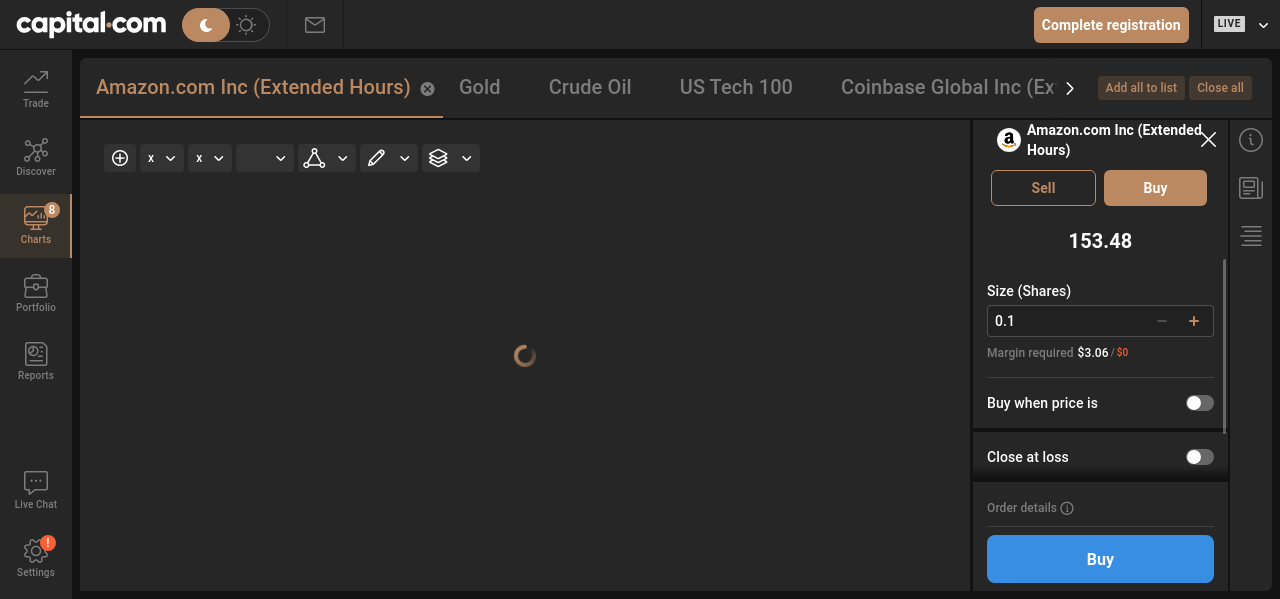 capital.com
Complete registration
LIVE
Trade
Discover
8
Charts
Portfolio
Reports
Live Chat
!
Settings
Amazon.com Inc (Extended Hours)
Gold
Crude Oil
US Tech 100
Coinbase Global Inc (Ex
Add all to list
Close all
x
x
a
Amazon.com Inc (Extended
Hours)
Sell
Buy
153.48
Size (Shares)
0.1
Margin required $3.06 / $0
Buy when price is
Close at loss
Order details
Buy